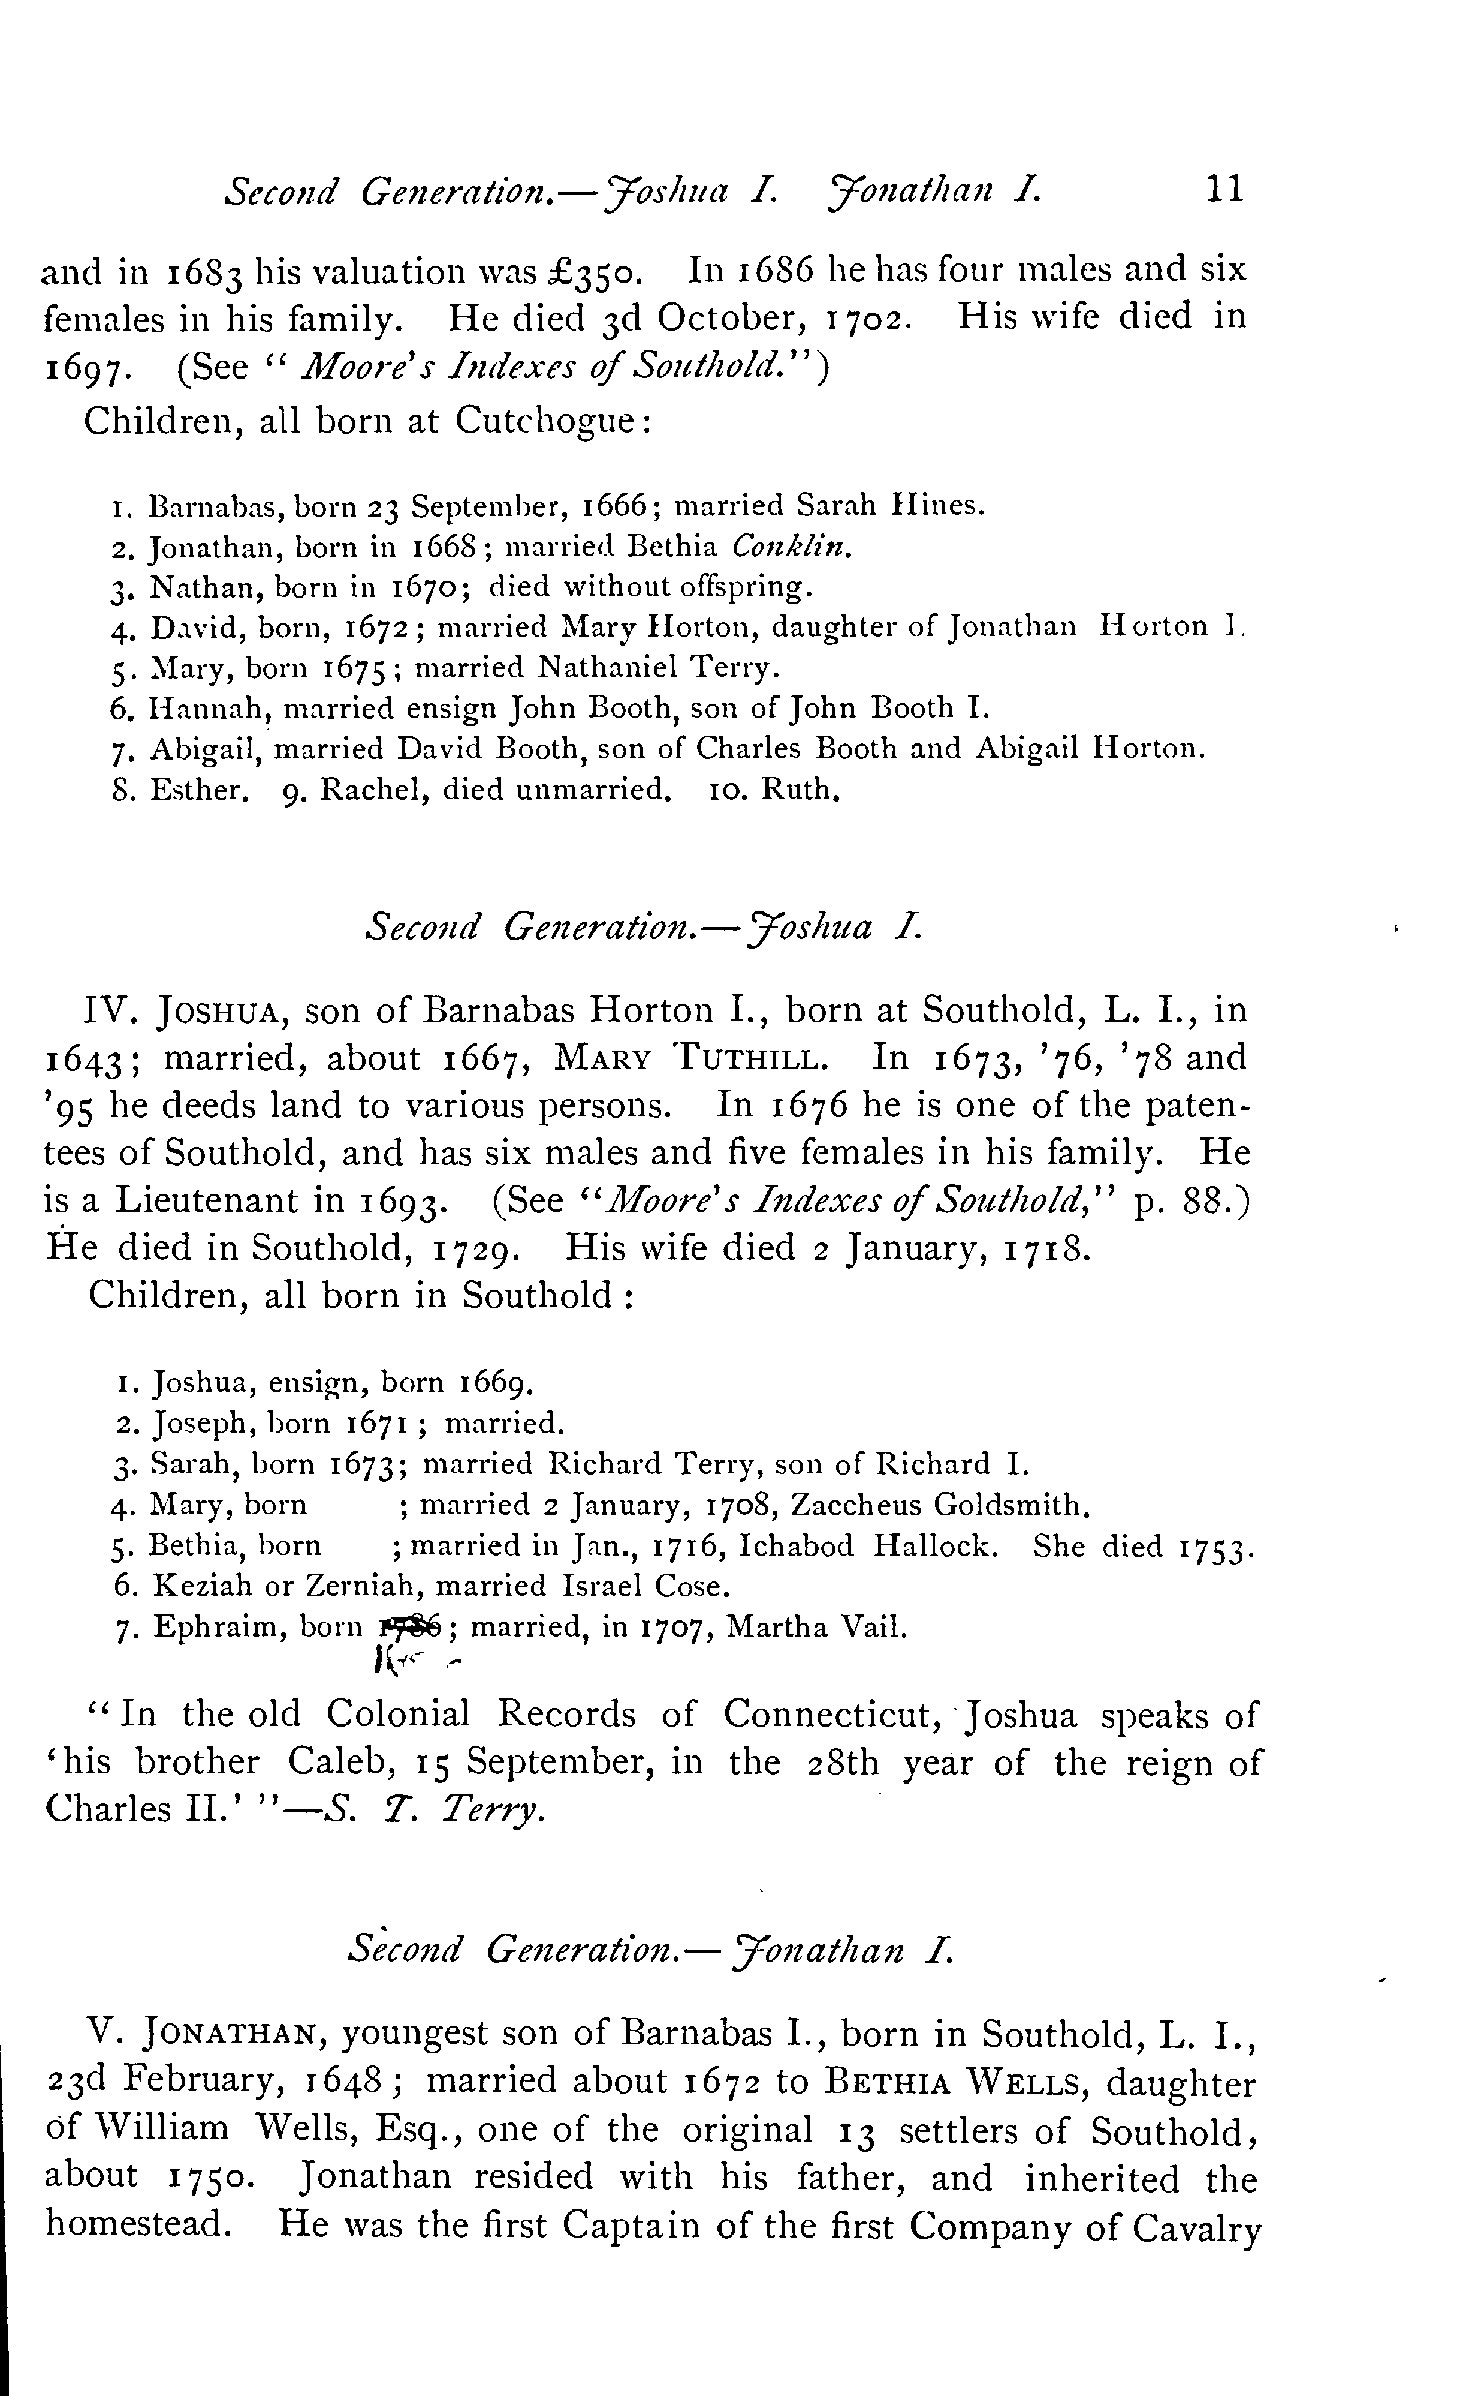 Second Generation.—Joshua I. Jonathan I. 11
and in 1683 his valuation was £350. In 1686 he has four males and six
females in his family. He died 3d October, 1702. His wife died in
1697. (See "Moore's Indexes of Southold.")
Children, all born at Cutchogue:
1. Barnabas, born 23 September, 1666; married Sarah Hines.
2. Jonathan, born in 1668; married Bethia Conklin.
3. Nathan, born in 1670; died without offspring.
4. David, born, 1672; married Mary Horton, daughter of Jonathan Horton I.
5. Mary, born 1675; married Nathaniel Terry.
6. Hannah, married ensign John Booth, son of John Booth I.
7. Abigail, married David Booth, son of Charles Booth and Abigail Horton.
8. Esther. 9. Rachel, died unmarried. 10. Ruth.
Second Generation.—Joshua I.
IV. JOSHUA, son of Barnabas Horton I., born at Southold, L. I., in
1643; married, about 1667, MARY TUTHILL. In 1673, '76, '78 and
'95 he deeds land to various persons. In 1676 he is one of the paten-
tees of Southold, and has six males and five females in his family. He
is a Lieutenant in 1693. (See "Moore's Indexes of Southold," p. 88.)
He died in Southold, 1729. His wife died 2 January, 1718.
Children, all born in Southold :
1. Joshua, ensign, born 1669.
2. Joseph, born 1671 ; married.
3. Sarah, born 1673; married Richard Terry, son of Richard I.
4. Mary, born ; married 2 January, 1708, Zaccheus Goldsmith.
5. Bethia, born ; married in Jan., 1716, Ichabod Hallock. She died 1753.
6. Keziah or Zerniah, married Israel Cose.
7. Ephraim, born 1786; married, in 1707, Martha Vail.
"In the old Colonial Records of Connecticut, Joshua speaks of
'his brother Caleb, 15 September, in the 28th year of the reign of
Charles II.' "—S. T. Terry.
Second Generation.—Jonathan I.
V. JONATHAN, youngest son of Barnabas I., born in Southold, L. I.,
23d February, 1648; married about 1672 to BETHIA WELLS, daughter
of William Wells, Esq., one of the original 13 settlers of Southold,
about 1750. Jonathan resided with his father, and inherited the
homestead. He was the first Captain of the first Company of Cavalry